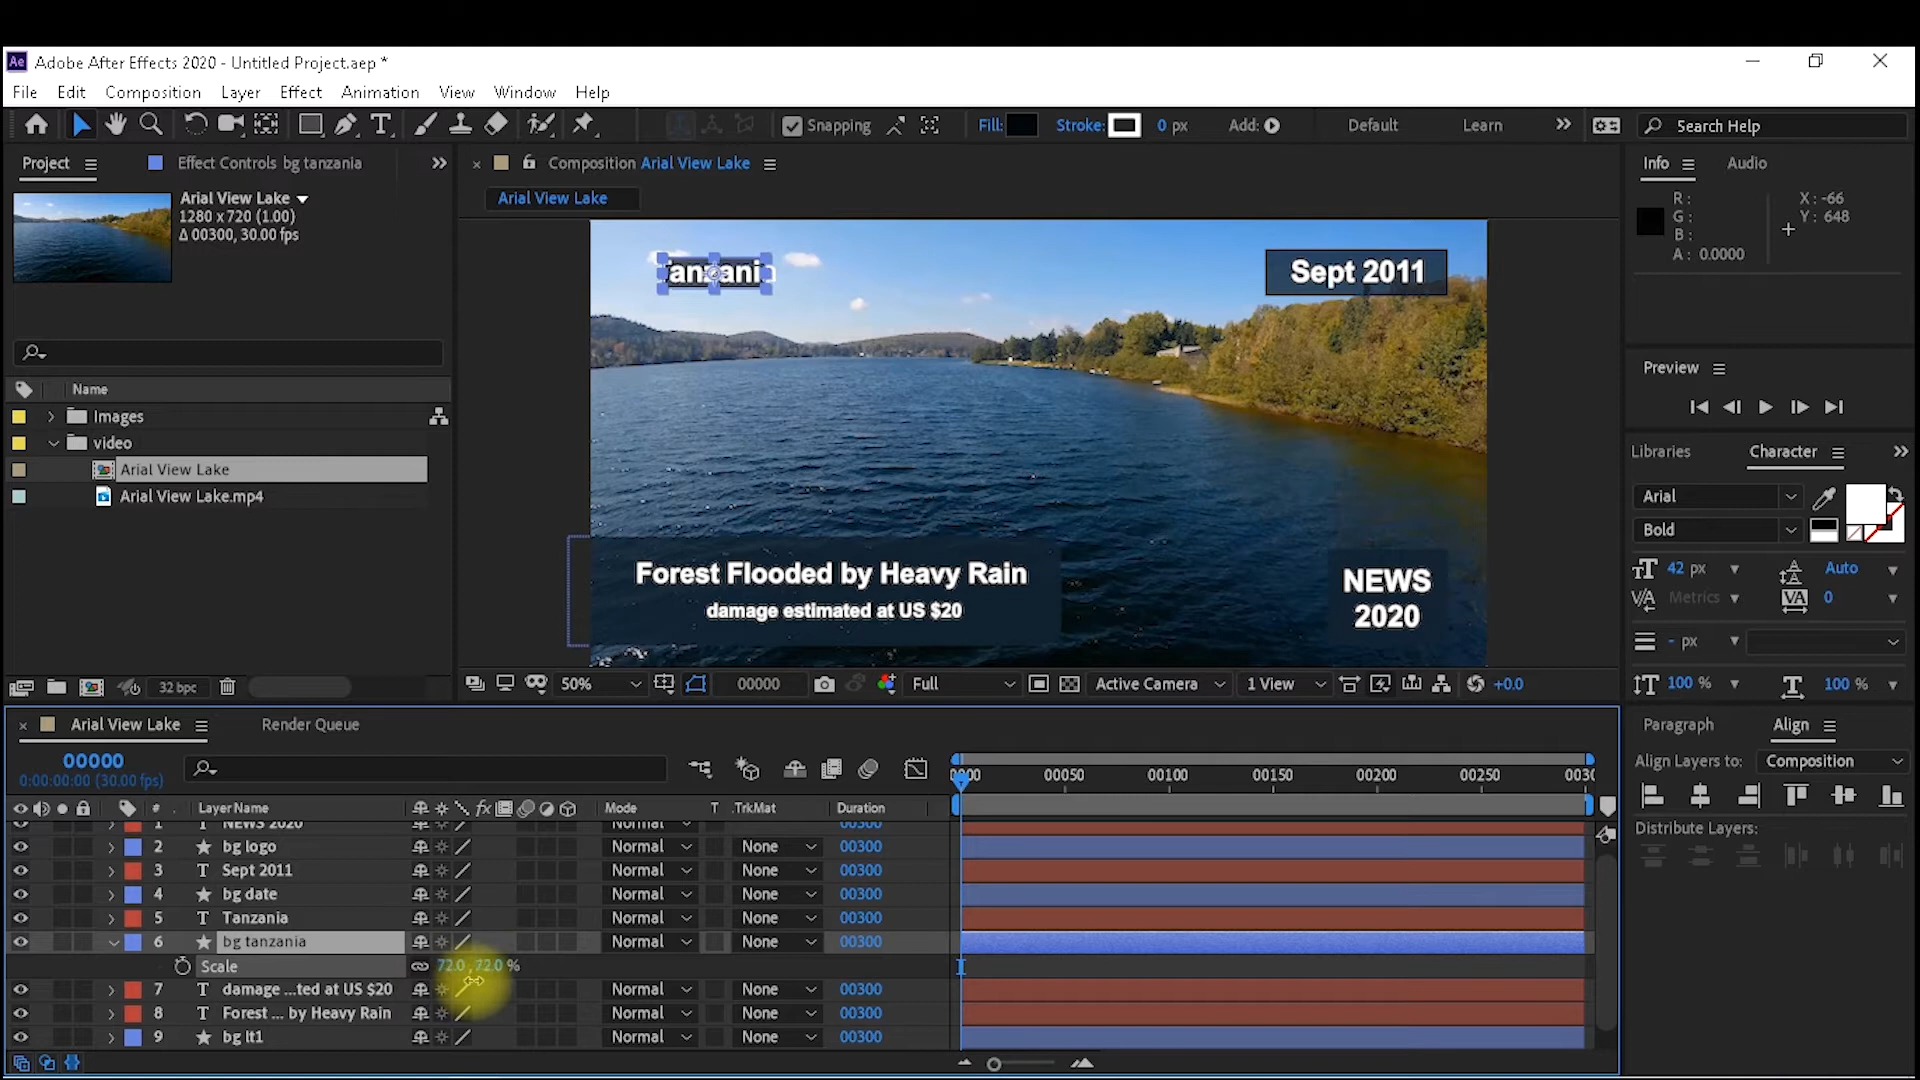 Ae Adobe After Effects 2020 - Untitled Project.aep *
File Edit Composition Layer Effect Animation View Window Help
Snapping Fill: Stroke: 0 px Add: Default Learn Search Help
Project Effect Controls bg tanzania
Composition Arial View Lake
Info Audio
Arial View Lake
1280 x 720 (1.00)
Δ 00300, 30.00 fps
Arial View Lake
R :
G :
B :
A : 0.0000
X : -66
Y : 648
Sept 2011
Name
Images
video
Arial View Lake
Arial View Lake.mp4
Forest Flooded by Heavy Rain
damage estimated at US $20
NEWS
2020
Preview
Libraries Character
Arial
Bold
42 px Auto
Metrics 0
- px
100 % 100 %
32 bpc
50% 00000 Full Active Camera 1 View +0.0
Arial View Lake Render Queue
Paragraph Align
00000
0:00:00:00 (30.00 fps)
00050 00100 00150 00200 00250
Align Layers to: Composition
Distribute Layers:
# Layer Name fx Mode T .TrkMat Duration
1 T NEWS 2020 Normal 00300
2 bg logo Normal None 00300
3 T Sept 2011 Normal None 00300
4 bg date Normal None 00300
5 T Tanzania Normal None 00300
6 bg tanzania Normal None 00300
Scale 72.0 , 72.0 %
7 T damage ...ted at US $20 Normal None 00300
8 T Forest ... by Heavy Rain Normal None 00300
9 bg lt1 Normal None 00300